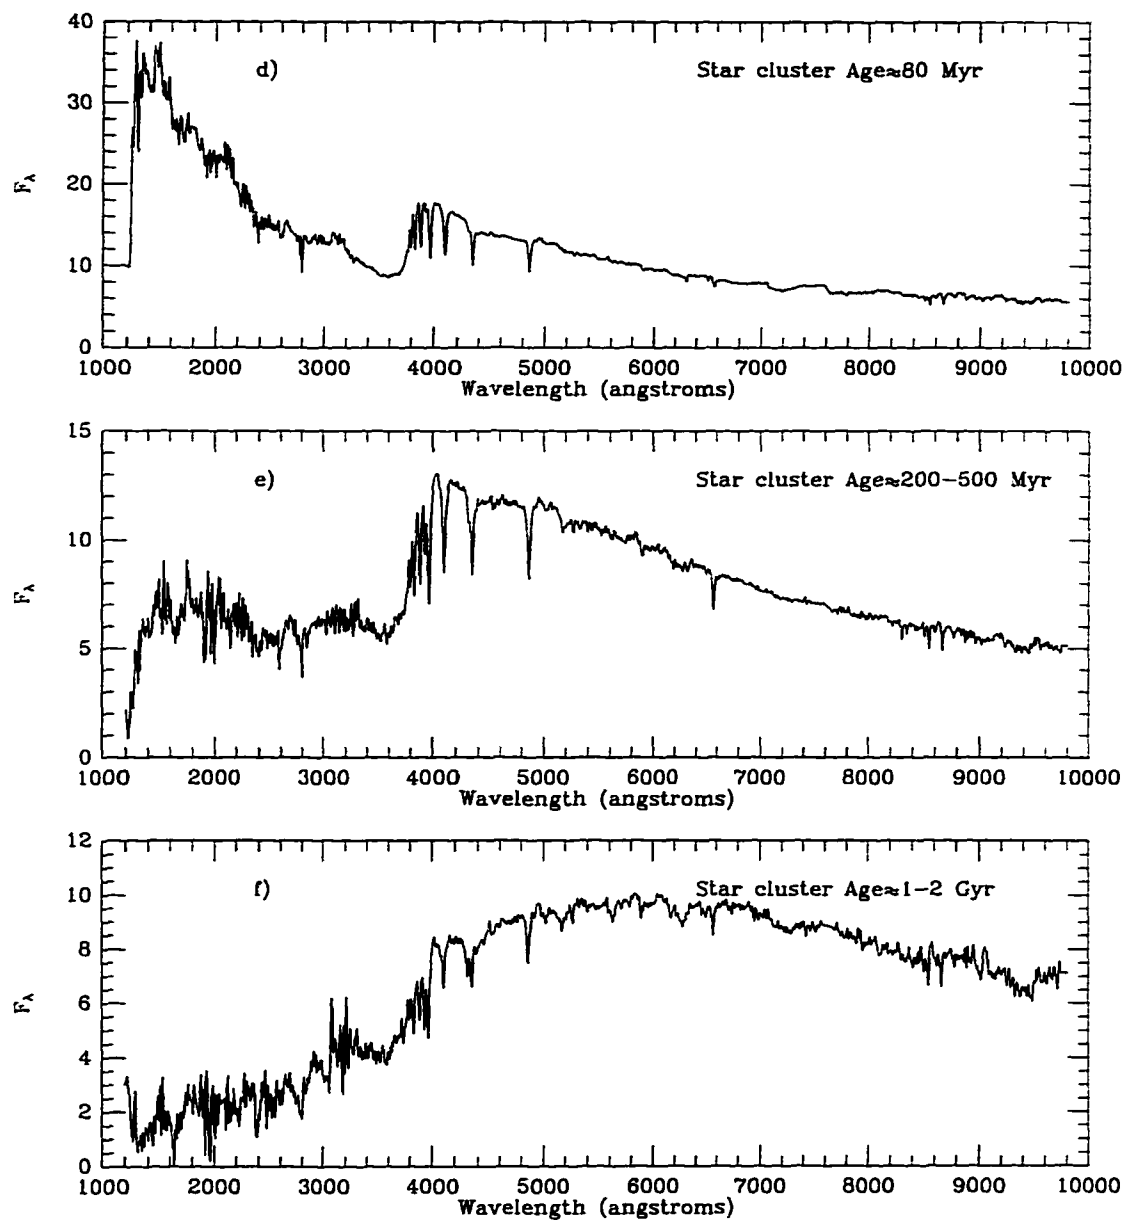 40
d)
Star cluster Age≈80 Myr
30
F_λ
20
10
0
1000 2000 3000 4000 5000 6000 7000 8000 9000 10000
Wavelength (angstroms)
15
e)
Star cluster Age≈200-500 Myr
10
F_λ
5
0
1000 2000 3000 4000 5000 6000 7000 8000 9000 10000
Wavelength (angstroms)
12
f)
Star cluster Age≈1-2 Gyr
10
8
F_λ
6
4
2
0
1000 2000 3000 4000 5000 6000 7000 8000 9000 10000
Wavelength (angstroms)